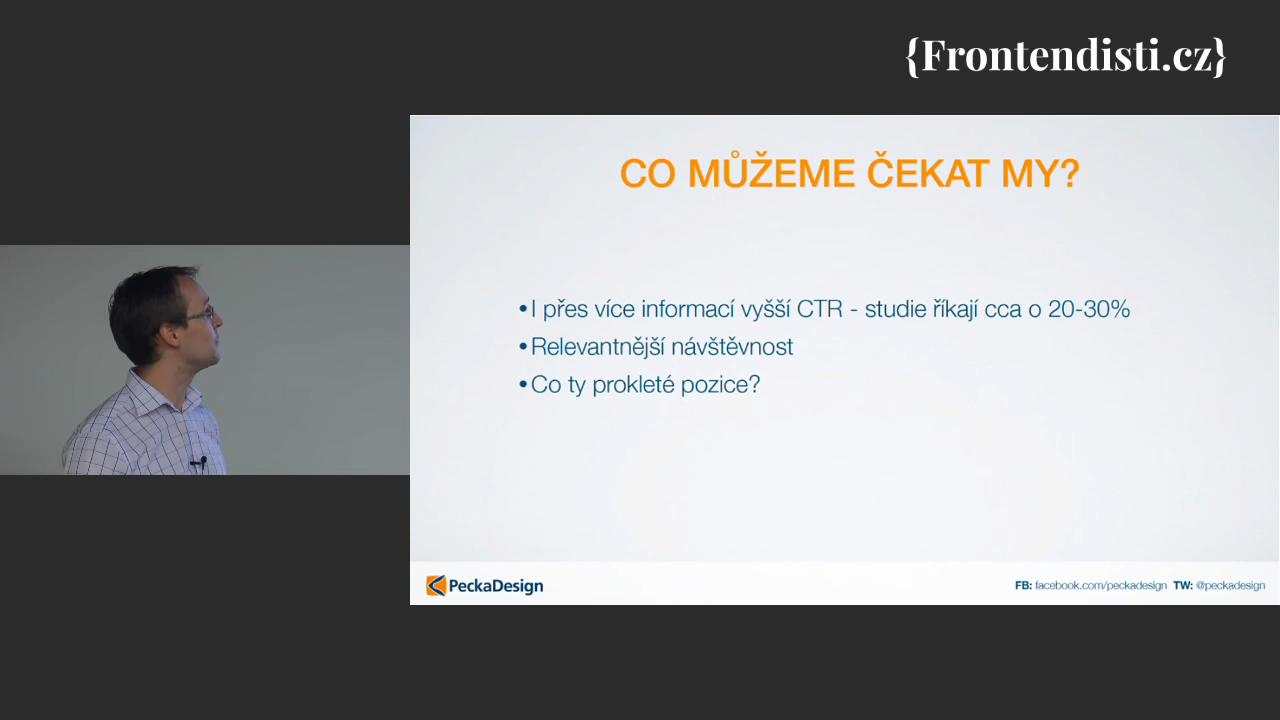 {Frontendisti.cz}
CO MŮŽEME ČEKAT MY?
•I přes více informací vyšší CTR - studie říkají cca o 20-30%
•Relevantnější návštěvnost
•Co ty prokleté pozice?
PeckaDesign
FB: facebook.com/peckadesign TW: @peckadesign